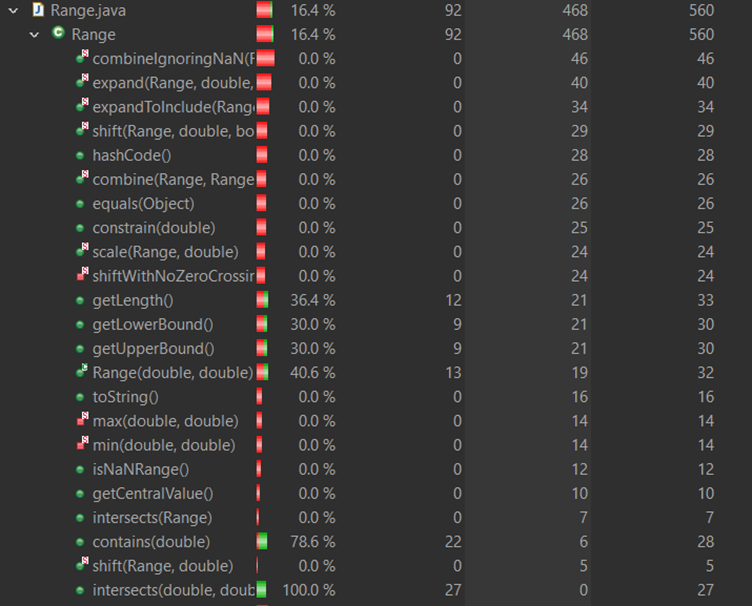 Range.java 16.4 % 92 468 560
Range 16.4 % 92 468 560
combineIgnoringNaN(F 0.0 % 0 46 46
expand(Range, double, 0.0 % 0 40 40
expandToInclude(Range 0.0 % 0 34 34
shift(Range, double, bo 0.0 % 0 29 29
hashCode() 0.0 % 0 28 28
combine(Range, Range 0.0 % 0 26 26
equals(Object) 0.0 % 0 26 26
constrain(double) 0.0 % 0 25 25
scale(Range, double) 0.0 % 0 24 24
shiftWithNoZeroCrossin 0.0 % 0 24 24
getLength() 36.4 % 12 21 33
getLowerBound() 30.0 % 9 21 30
getUpperBound() 30.0 % 9 21 30
Range(double, double) 40.6 % 13 19 32
toString() 0.0 % 0 16 16
max(double, double) 0.0 % 0 14 14
min(double, double) 0.0 % 0 14 14
isNaNRange() 0.0 % 0 12 12
getCentralValue() 0.0 % 0 10 10
intersects(Range) 0.0 % 0 7 7
contains(double) 78.6 % 22 6 28
shift(Range, double) 0.0 % 0 5 5
intersects(double, doub 100.0 % 27 0 27